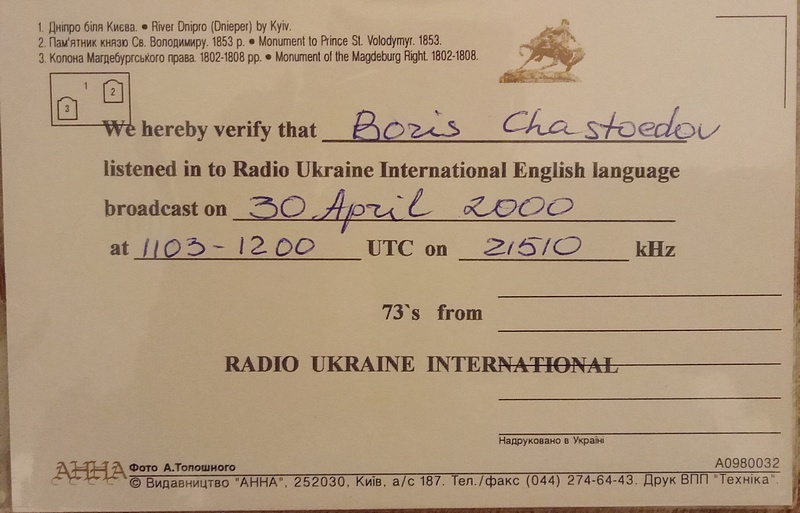 1. Дніпро біля Києва. • River Dnipro (Dnieper) by Kyiv.
2. Пам'ятник князю Св. Володимиру. 1853 р. • Monument to Prince St. Volodymyr. 1853.
3. Колона Магдебургського права. 1802-1808 рр. • Monument of the Magdeburg Right. 1802-1808.
1
2
3
We hereby verify that Boris Chastoedov
listened in to Radio Ukraine International English language
broadcast on 30 April 2000
at 1103-1200 UTC on 21510 kHz
73`s from
RADIO UKRAINE INTERNATIONAL
Надруковано в Україні
АННА Фото А.Толошного A0980032
© Видавництво "АННА", 252030, Київ, а/с 187. Тел./факс (044) 274-64-43. Друк ВПП "Техніка".